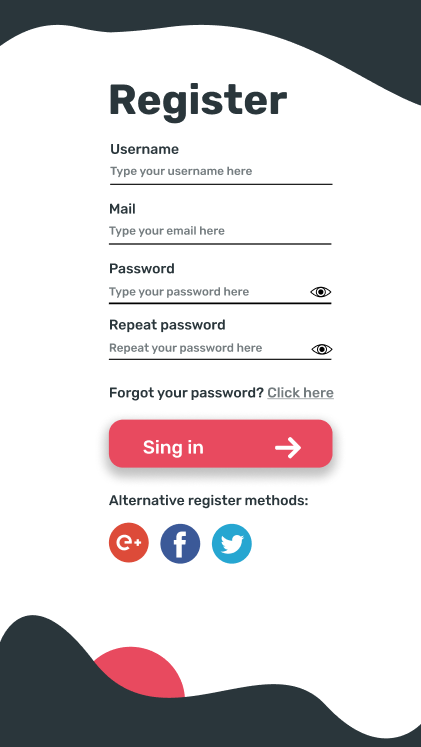 Register
Username
Type your username here
Mail
Type your email here
Password
Type your password here
Repeat password
Repeat your password here
Forgot your password? Click here
Sing in
Alternative register methods: